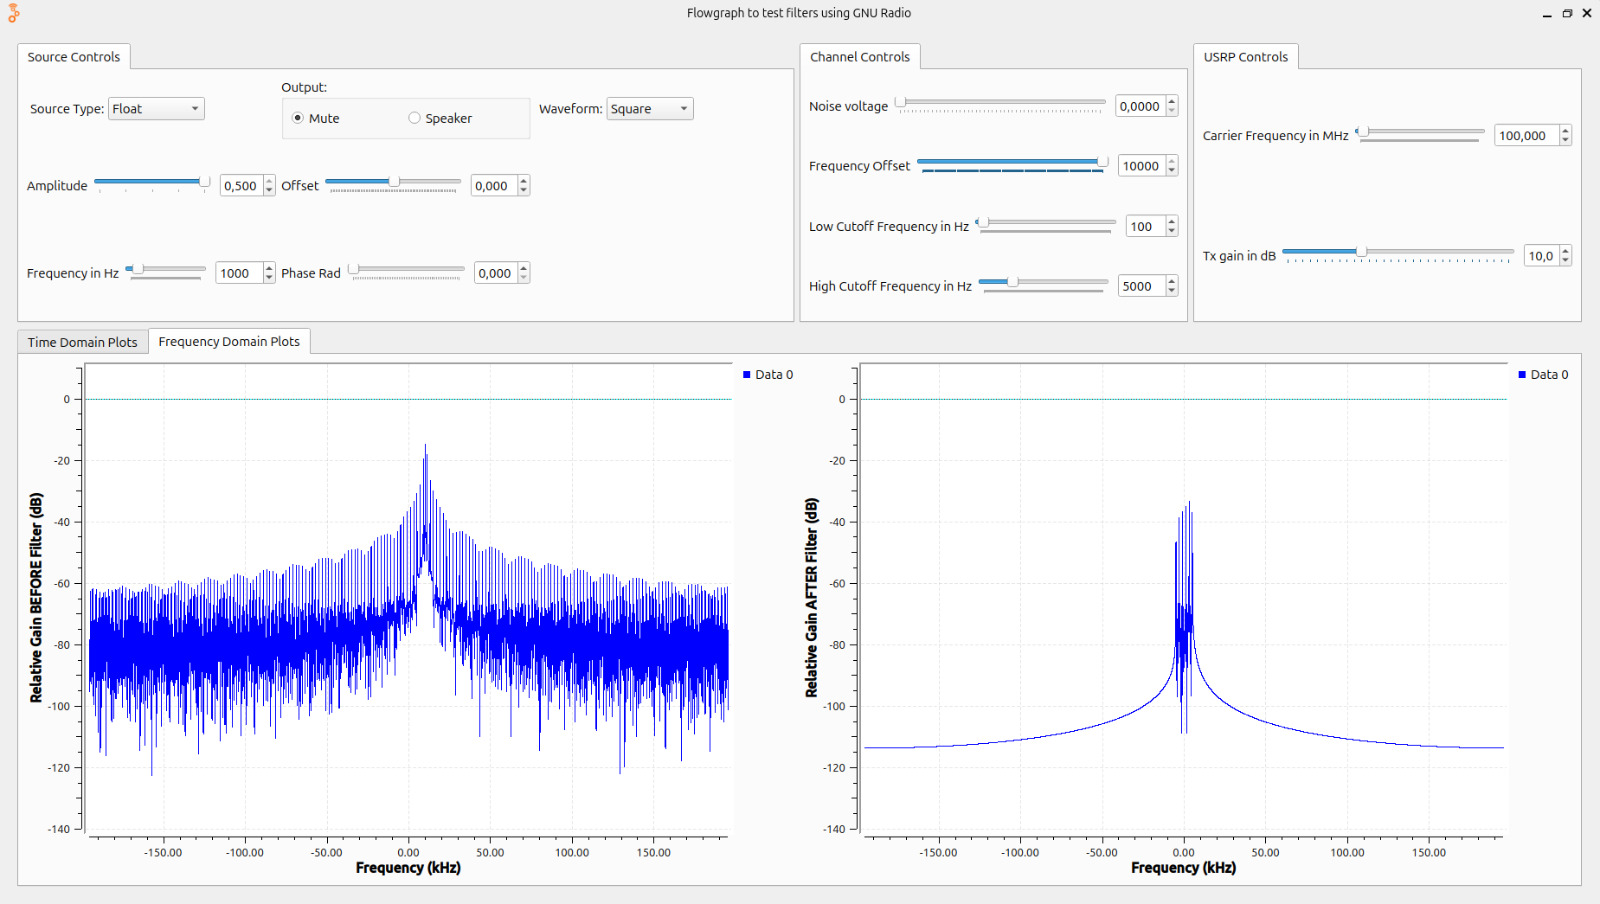 Flowgraph to test filters using GNU Radio
Source Controls
Source Type: Float
Output:
Mute Speaker
Waveform: Square
Amplitude 0,500 Offset 0,000
Frequency in Hz 1000 Phase Rad 0,000
Channel Controls
Noise voltage 0,0000
Frequency Offset 10000
Low Cutoff Frequency in Hz 100
High Cutoff Frequency in Hz 5000
USRP Controls
Carrier Frequency in MHz 100,000
Tx gain in dB 10,0
Time Domain Plots Frequency Domain Plots
Relative Gain BEFORE Filter (dB)
0
-20
-40
-60
-80
-100
-120
-140
-150.00 -100.00 -50.00 0.00 50.00 100.00 150.00
Frequency (kHz)
Data 0
Relative Gain AFTER Filter (dB)
0
-20
-40
-60
-80
-100
-120
-140
-150.00 -100.00 -50.00 0.00 50.00 100.00 150.00
Frequency (kHz)
Data 0